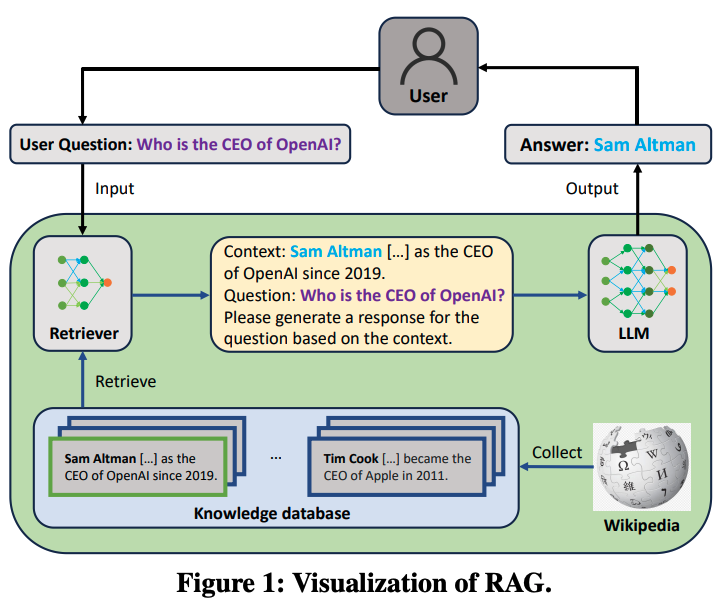 User
User Question: Who is the CEO of OpenAI?
Answer: Sam Altman
Input
Output
Retriever
Context: Sam Altman [...] as the CEO
of OpenAI since 2019.
Question: Who is the CEO of OpenAI?
Please generate a response for the
question based on the context.
LLM
Retrieve
Sam Altman [...] as the
CEO of OpenAI since 2019.
...
Tim Cook [...] became the
CEO of Apple in 2011.
Knowledge database
Collect
Ω
W
И
維
Wikipedia
Figure 1: Visualization of RAG.